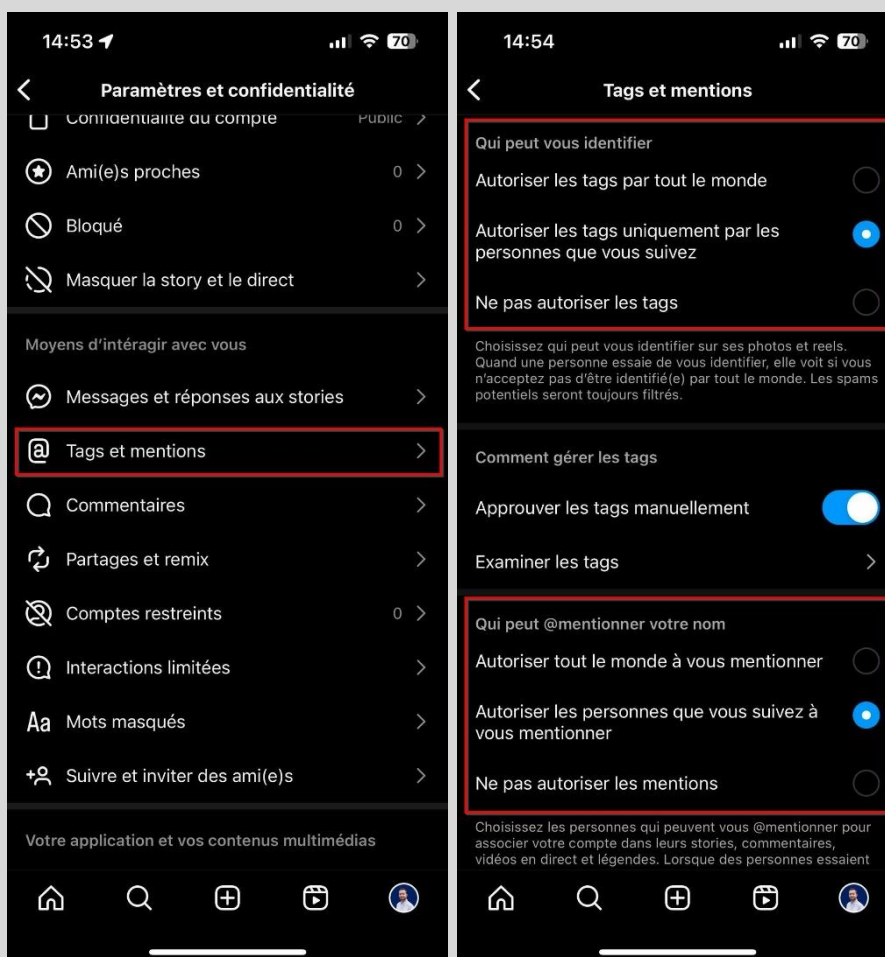 14:53
70
Paramètres et confidentialité
Confidentialité du compte Public
Ami(e)s proches 0
Bloqué 0
Masquer la story et le direct
Moyens d’intéragir avec vous
Messages et réponses aux stories
Tags et mentions
Commentaires
Partages et remix
Comptes restreints 0
Interactions limitées
Aa Mots masqués
Suivre et inviter des ami(e)s
Votre application et vos contenus multimédias
14:54
70
Tags et mentions
Qui peut vous identifier
Autoriser les tags par tout le monde
Autoriser les tags uniquement par les
personnes que vous suivez
Ne pas autoriser les tags
Choisissez qui peut vous identifier sur ses photos et reels.
Quand une personne essaie de vous identifier, elle voit si vous
n’acceptez pas d’être identifié(e) par tout le monde. Les spams
potentiels seront toujours filtrés.
Comment gérer les tags
Approuver les tags manuellement
Examiner les tags
Qui peut @mentionner votre nom
Autoriser tout le monde à vous mentionner
Autoriser les personnes que vous suivez à
vous mentionner
Ne pas autoriser les mentions
Choisissez les personnes qui peuvent vous @mentionner pour
associer votre compte dans leurs stories, commentaires,
vidéos en direct et légendes. Lorsque des personnes essaient